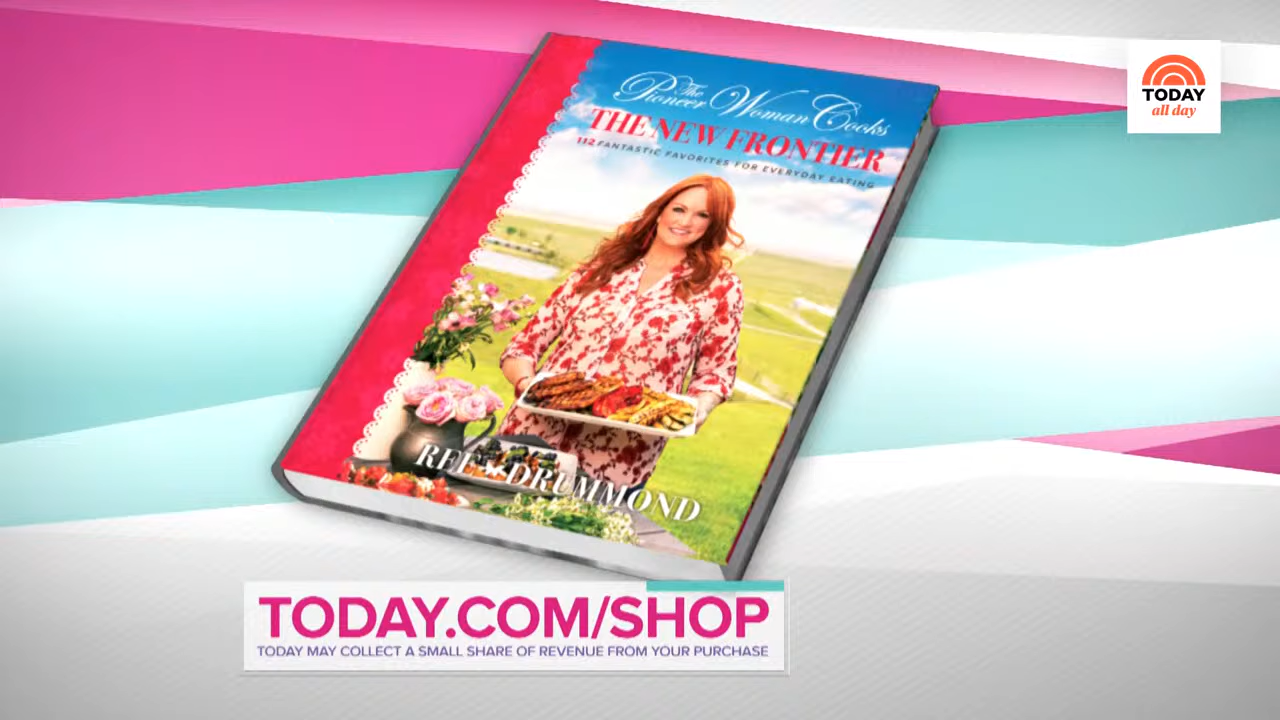 The
Pioneer Woman Cooks
THE NEW FRONTIER
112 FANTASTIC FAVORITES FOR EVERYDAY EATING
REE DRUMMOND
TODAY
all day
TODAY.COM/SHOP
TODAY MAY COLLECT A SMALL SHARE OF REVENUE FROM YOUR PURCHASE